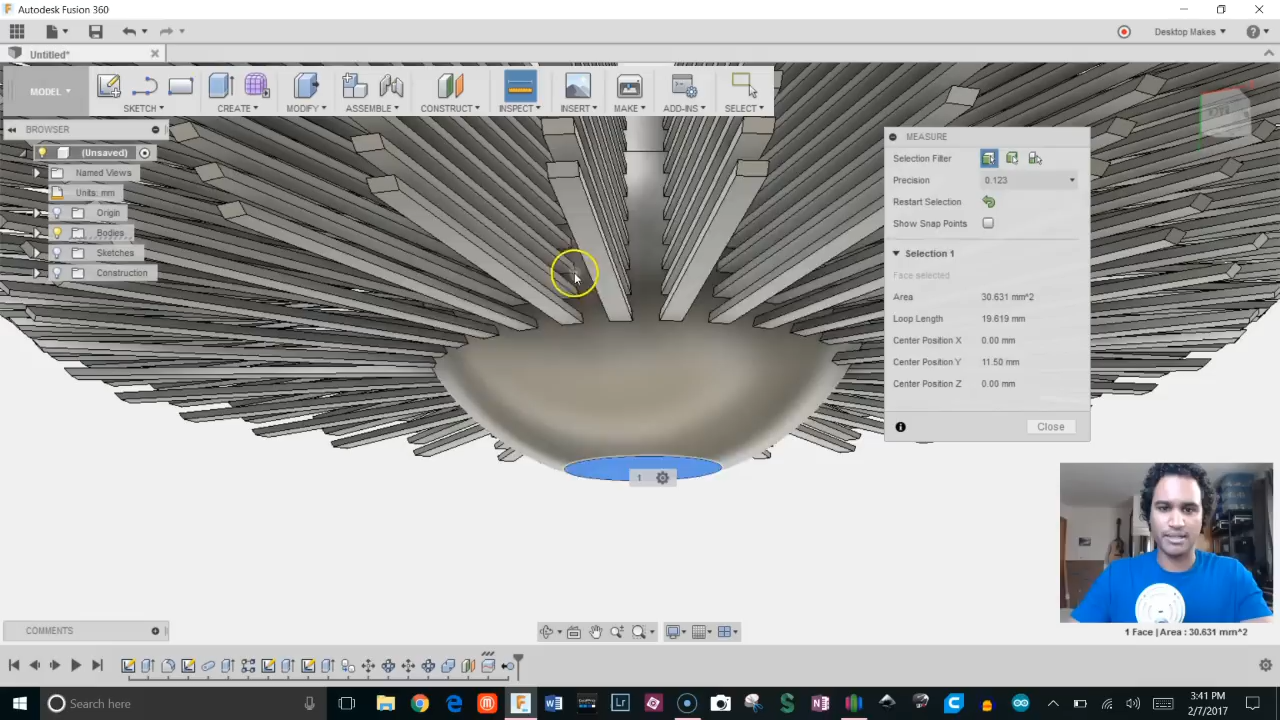 Autodesk Fusion 360
Desktop Makes
Untitled*
MODEL
SKETCH
CREATE
MODIFY
ASSEMBLE
CONSTRUCT
INSPECT
INSERT
MAKE
ADD-INS
SELECT
BROWSER
(Unsaved)
Named Views
Units: mm
Origin
Bodies
Sketches
Construction
MEASURE
Selection Filter
Precision 0.123
Restart Selection
Show Snap Points
Selection 1
Face selected
Area 30.631 mm^2
Loop Length 19.619 mm
Center Position X 0.00 mm
Center Position Y 11.50 mm
Center Position Z 0.00 mm
Close
1
COMMENTS
1 Face | Area : 30.631 mm^2
Search here
3:41 PM
2/7/2017